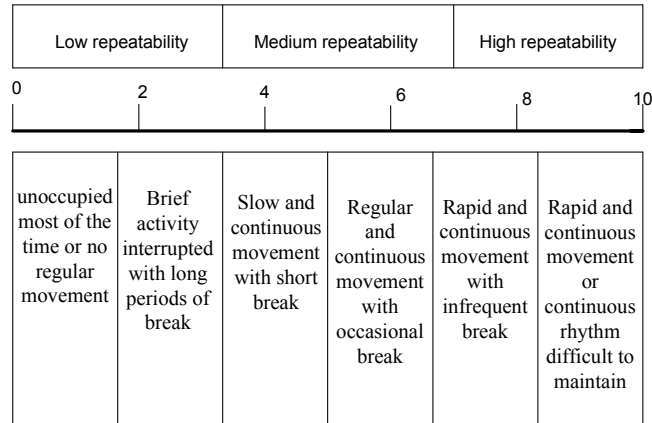 Low repeatability
Medium repeatability
High repeatability
0
2
4
6
8
10
unoccupied
most of the
time or no
regular
movement
Brief
activity
interrupted
with long
periods of
break
Slow and
continuous
movement
with short
break
Regular
and
continuous
movement
with
occasional
break
Rapid and
continuous
movement
with
infrequent
break
Rapid and
continuous
movement
or
continuous
rhythm
difficult to
maintain